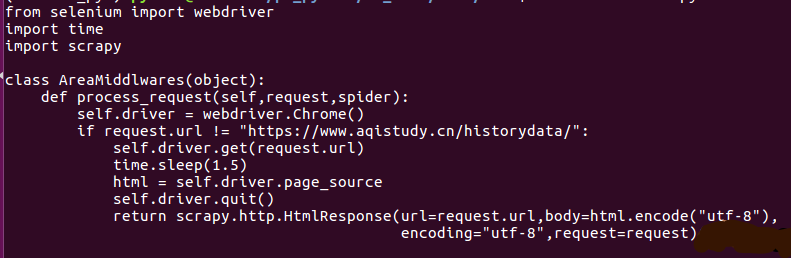 from selenium import webdriver
import time
import scrapy

class AreaMiddlwares(object):
    def process_request(self,request,spider):
        self.driver = webdriver.Chrome()
        if request.url != "https://www.aqistudy.cn/historydata/":
            self.driver.get(request.url)
            time.sleep(1.5)
            html = self.driver.page_source
            self.driver.quit()
            return scrapy.http.HtmlResponse(url=request.url,body=html.encode("utf-8"),
                                            encoding="utf-8",request=request)